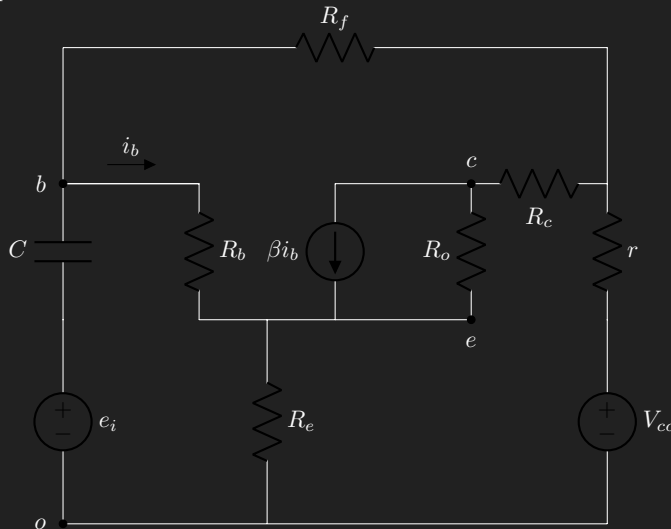 R_f
i_b
b
c
R_c
C
R_b
βi_b
R_o
r
e
+
−
e_i
R_e
+
−
V_cc
o